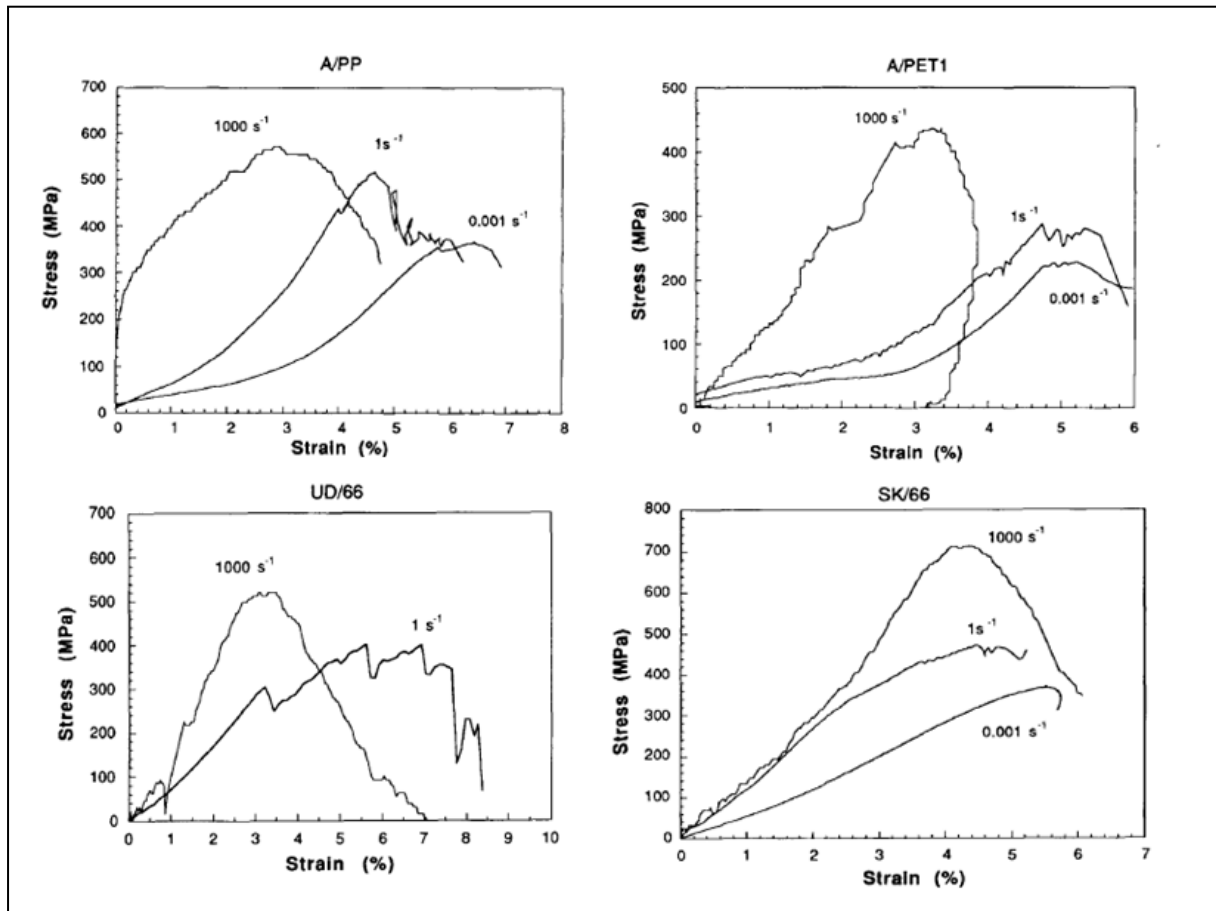 A/PP
700
600
500
400
300
200
100
0
Stress (MPa)
1000 s⁻¹
1s⁻¹
0.001 s⁻¹
0 1 2 3 4 5 6 7 8
Strain (%)
A/PET1
500
400
300
200
100
0
Stress (MPa)
1000 s⁻¹
1s⁻¹
0.001 s⁻¹
0 1 2 3 4 5 6
Strain (%)
UD/66
700
600
500
400
300
200
100
0
Stress (MPa)
1000 s⁻¹
1 s⁻¹
0 1 2 3 4 5 6 7 8 9 10
Strain (%)
SK/66
800
700
600
500
400
300
200
100
0
Stress (MPa)
1000 s⁻¹
1s⁻¹
0.001 s⁻¹
0 1 2 3 4 5 6 7
Strain (%)